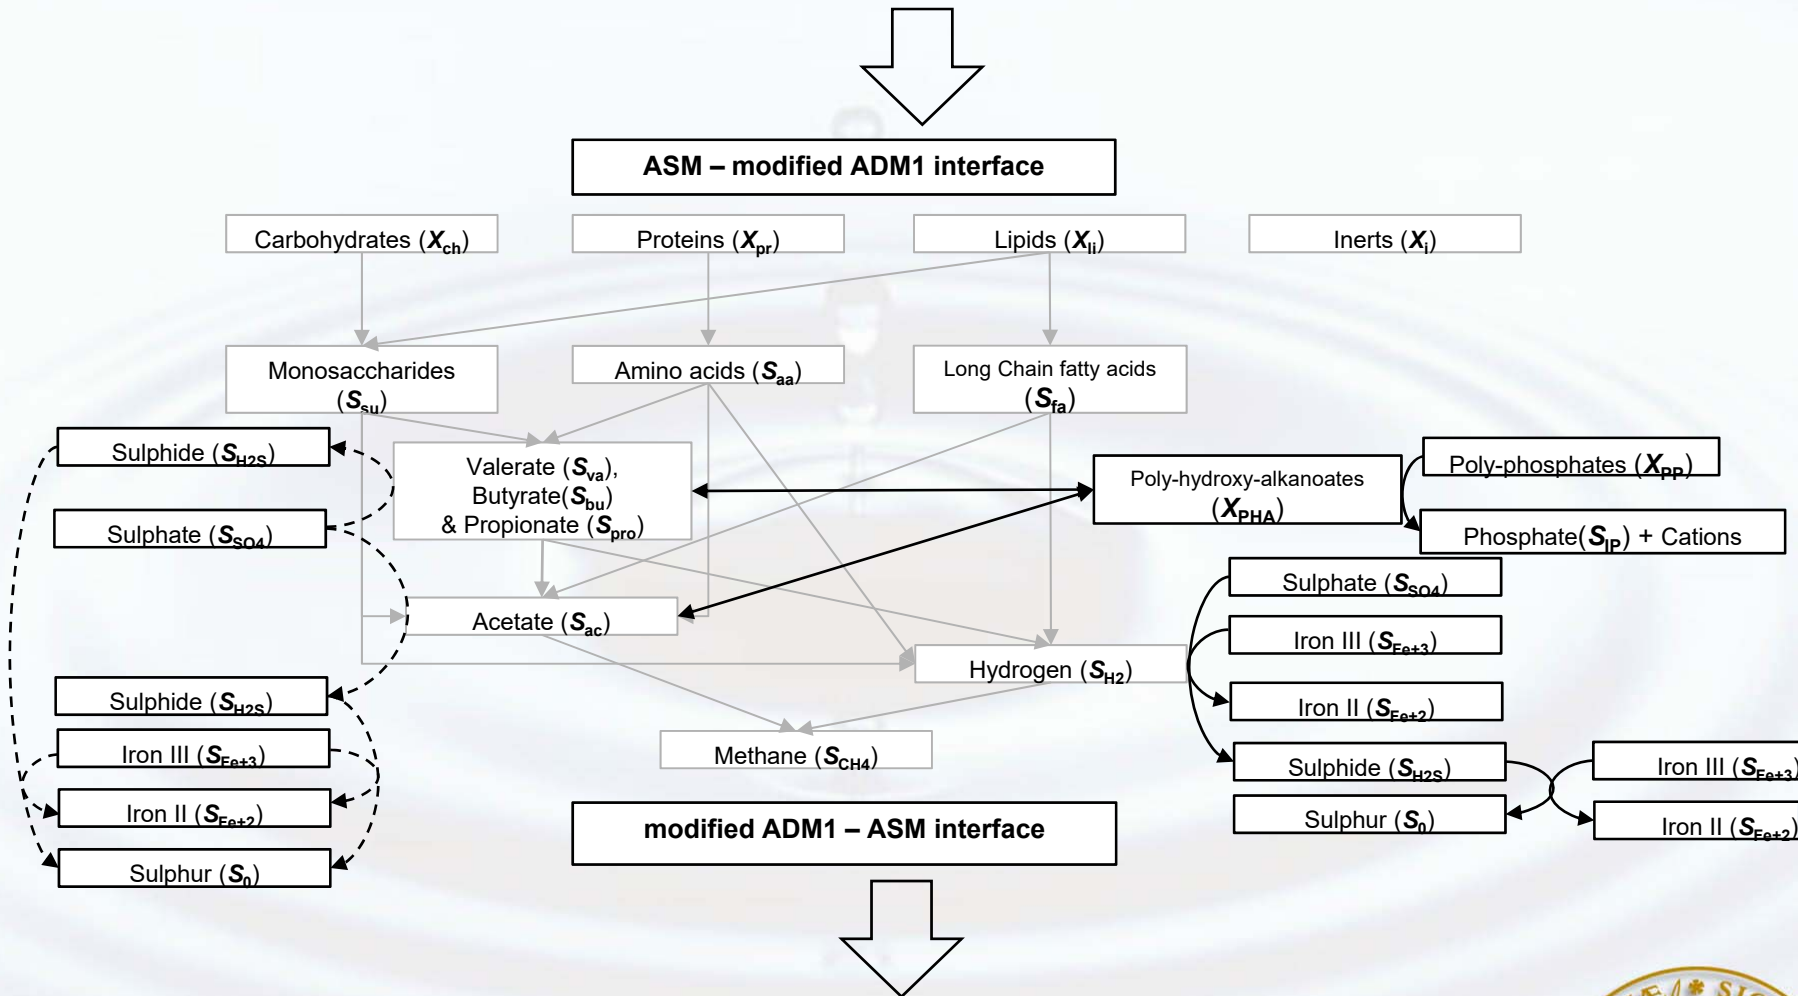 ASM – modified ADM1 interface
Carbohydrates (Xch)
Proteins (Xpr)
Lipids (Xli)
Inerts (Xi)
Monosaccharides
(Ssu)
Amino acids (Saa)
Long Chain fatty acids
(Sfa)
Sulphide (SH2S)
Sulphate (SSO4)
Valerate (Sva),
Butyrate(Sbu)
& Propionate (Spro)
Poly-hydroxy-alkanoates
(XPHA)
Poly-phosphates (XPP)
Phosphate(SIP) + Cations
Acetate (Sac)
Hydrogen (SH2)
Sulphate (SSO4)
Iron III (SFe+3)
Iron II (SFe+2)
Sulphide (SH2S)
Sulphur (S0)
Iron III (SFe+3)
Iron II (SFe+2)
Sulphide (SH2S)
Iron III (SFe+3)
Iron II (SFe+2)
Sulphur (S0)
Methane (SCH4)
modified ADM1 – ASM interface